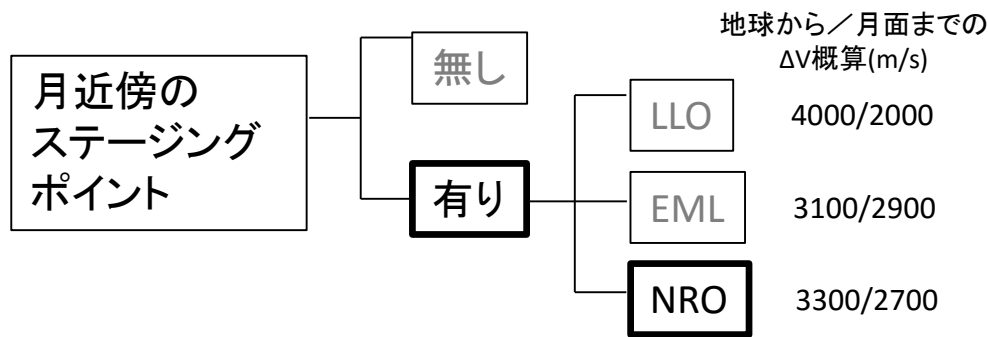 地球から／月面までの
ΔV概算(m/s)
月近傍の
ステージング
ポイント
無し
有り
LLO 4000/2000
EML 3100/2900
NRO 3300/2700